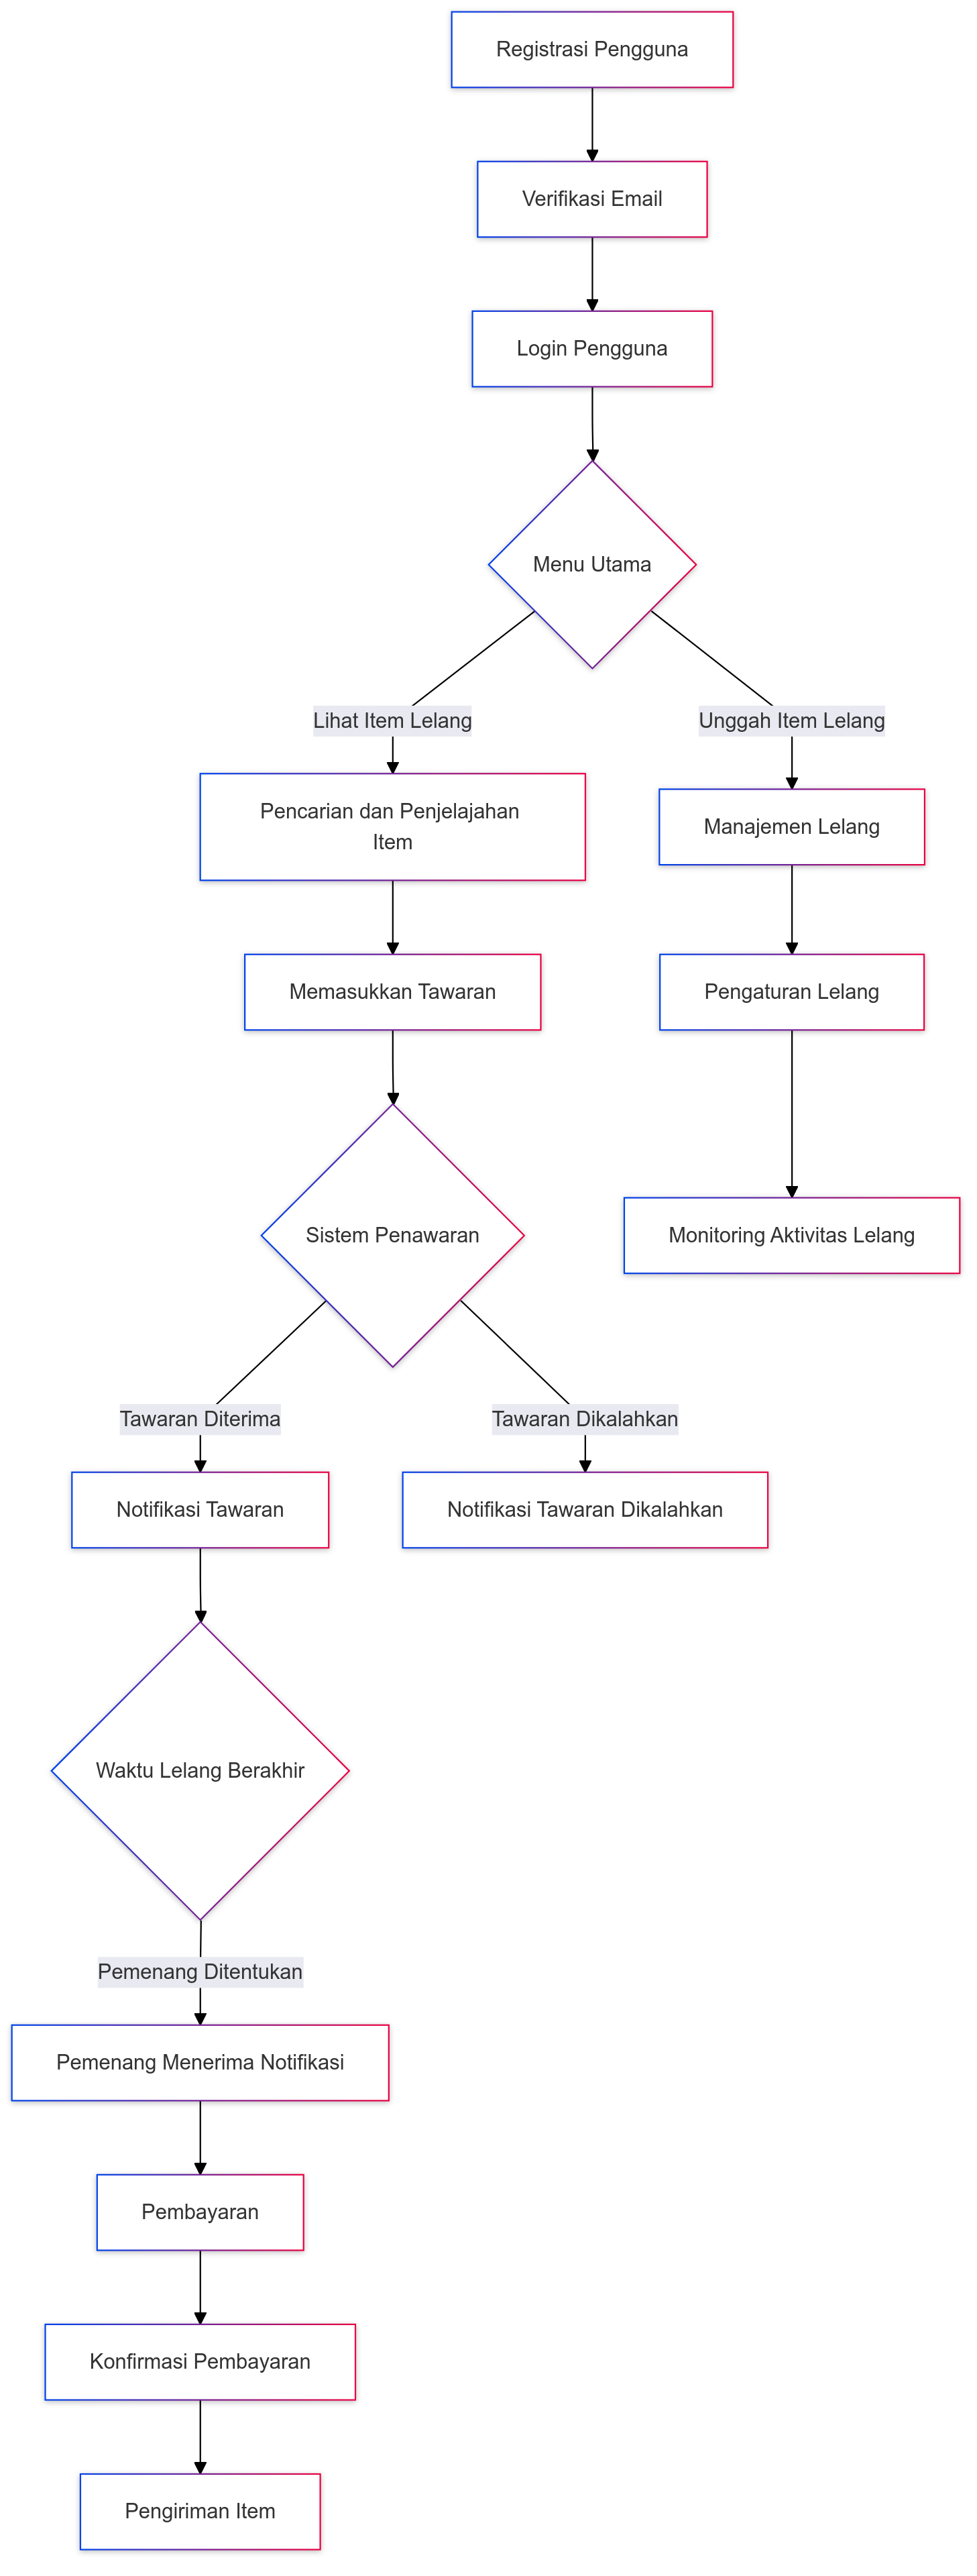 Registrasi Pengguna
Verifikasi Email
Login Pengguna
Menu Utama
Lihat Item Lelang
Unggah Item Lelang
Pencarian dan Penjelajahan
Item
Manajemen Lelang
Memasukkan Tawaran
Pengaturan Lelang
Sistem Penawaran
Monitoring Aktivitas Lelang
Tawaran Diterima
Tawaran Dikalahkan
Notifikasi Tawaran
Notifikasi Tawaran Dikalahkan
Waktu Lelang Berakhir
Pemenang Ditentukan
Pemenang Menerima Notifikasi
Pembayaran
Konfirmasi Pembayaran
Pengiriman Item